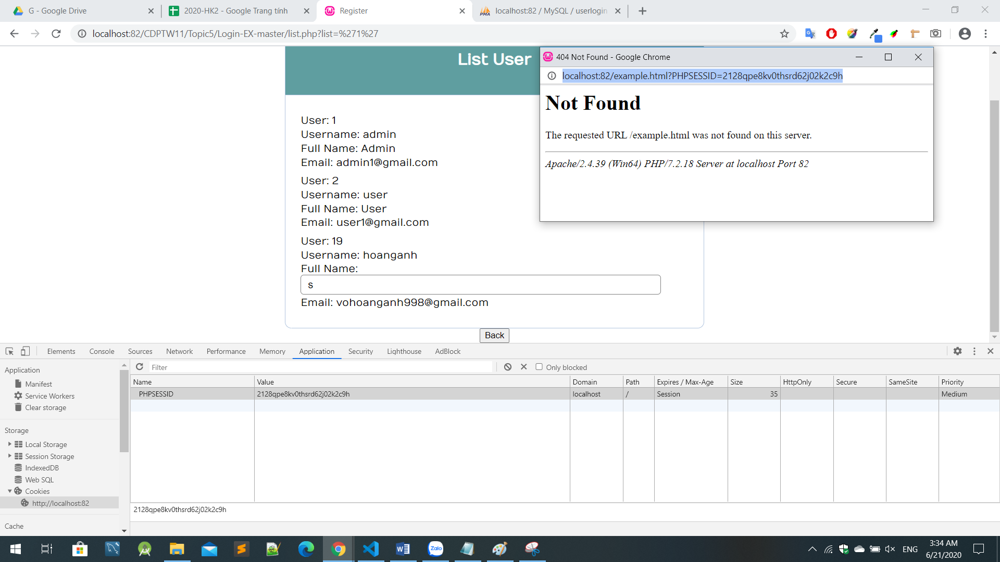 G - Google Drive
2020-HK2 - Google Trang tính
Register
localhost:82 / MySQL / userlogin
localhost:82/CDPTW11/Topic5/Login-EX-master/list.php?list=%271%27
List User
User: 1
Username: admin
Full Name: Admin
Email: admin1@gmail.com
User: 2
Username: user
Full Name: User
Email: user1@gmail.com
User: 19
Username: hoanganh
Full Name:
s
Email: vohoanganh998@gmail.com
Back
404 Not Found - Google Chrome
localhost:82/example.html?PHPSESSID=2128qpe8kv0thsrd62j02k2c9h
Not Found
The requested URL /example.html was not found on this server.
Apache/2.4.39 (Win64) PHP/7.2.18 Server at localhost Port 82
Elements Console Sources Network Performance Memory Application Security Lighthouse AdBlock
Application
Manifest
Service Workers
Clear storage
Storage
Local Storage
Session Storage
IndexedDB
Web SQL
Cookies
http://localhost:82
Cache
Filter
Only blocked
Name Value Domain Path Expires / Max-Age Size HttpOnly Secure SameSite Priority
PHPSESSID 2128qpe8kv0thsrd62j02k2c9h localhost / Session 35 Medium
2128qpe8kv0thsrd62j02k2c9h
Zalo
ENG
3:34 AM
6/21/2020